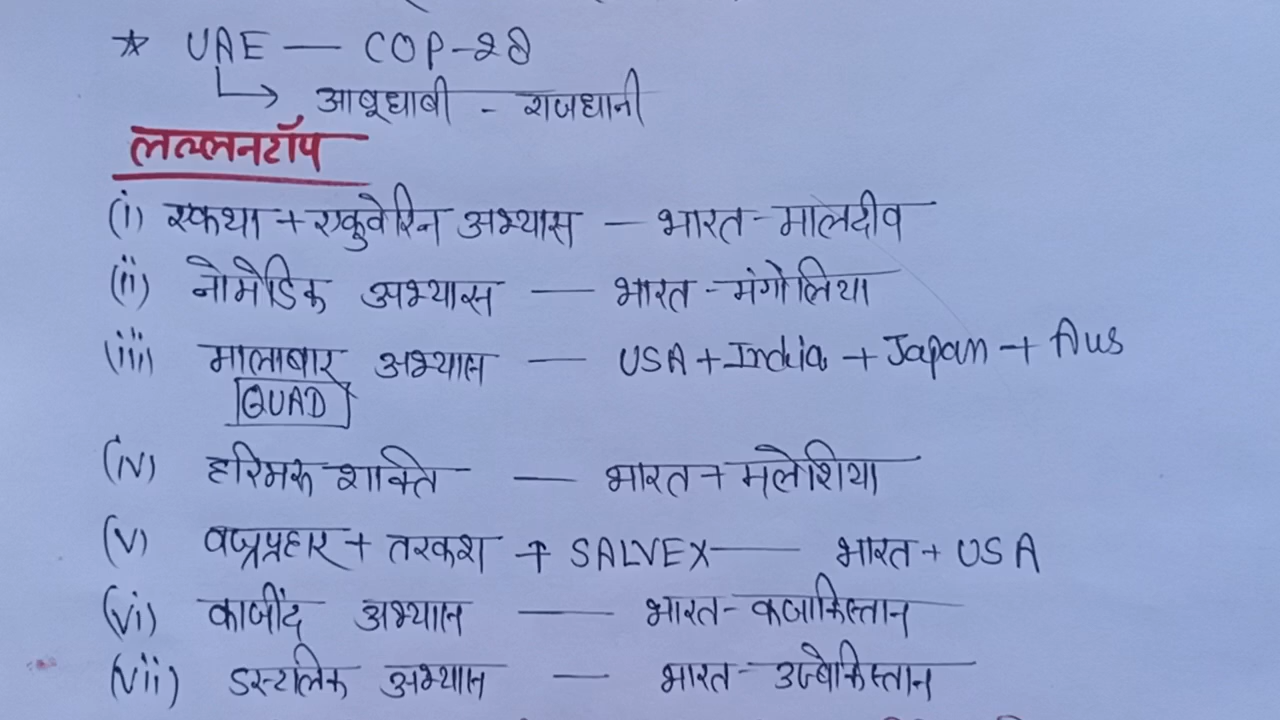 ☆ UAE — COP-28
↳ आबूधाबी - राजधानी
लल्लनटॉप
(i) स्कथा + एकुवेरिन अभ्यास — भारत - मालदीव
(ii) नोमेडिक अभ्यास — भारत - मंगोलिया
(iii) मालाबार अभ्यास — USA + India + Japan + Aus
QUAD
(iv) हरिमरू शक्ति — भारत + मलेशिया
(v) वज्रप्रहार + तरकश + SALVEX — भारत + USA
(vi) काजींद अभ्यास — भारत - कजाकिस्तान
(vii) डस्टलिक अभ्यास — भारत - उज्बेकिस्तान